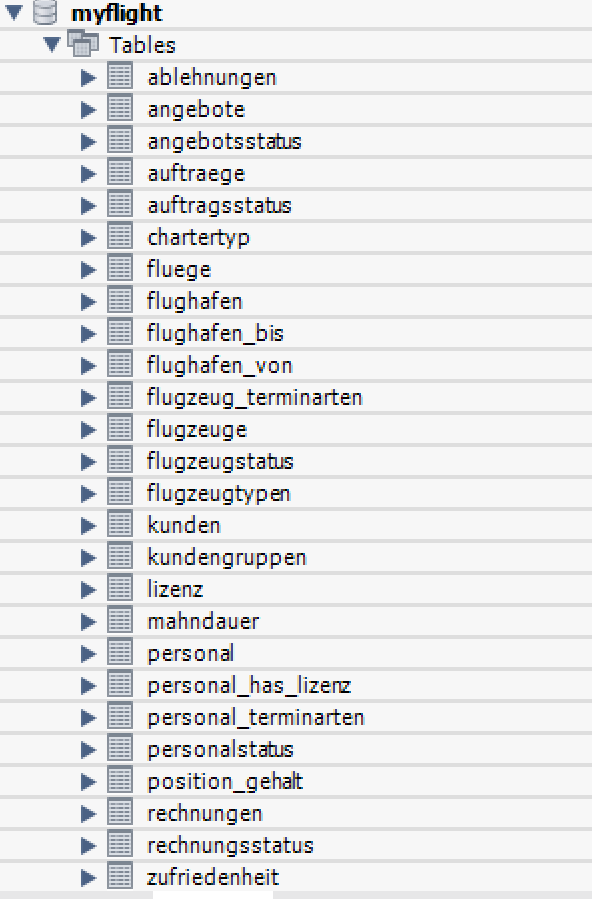 myflight
Tables
ablehnungen
angebote
angebotsstatus
auftraege
auftragsstatus
chartertyp
fluege
flughafen
flughafen_bis
flughafen_von
flugzeug_terminarten
flugzeuge
flugzeugstatus
flugzeugtypen
kunden
kundengruppen
lizenz
mahndauer
personal
personal_has_lizenz
personal_terminarten
personalstatus
position_gehalt
rechnungen
rechnungsstatus
zufriedenheit